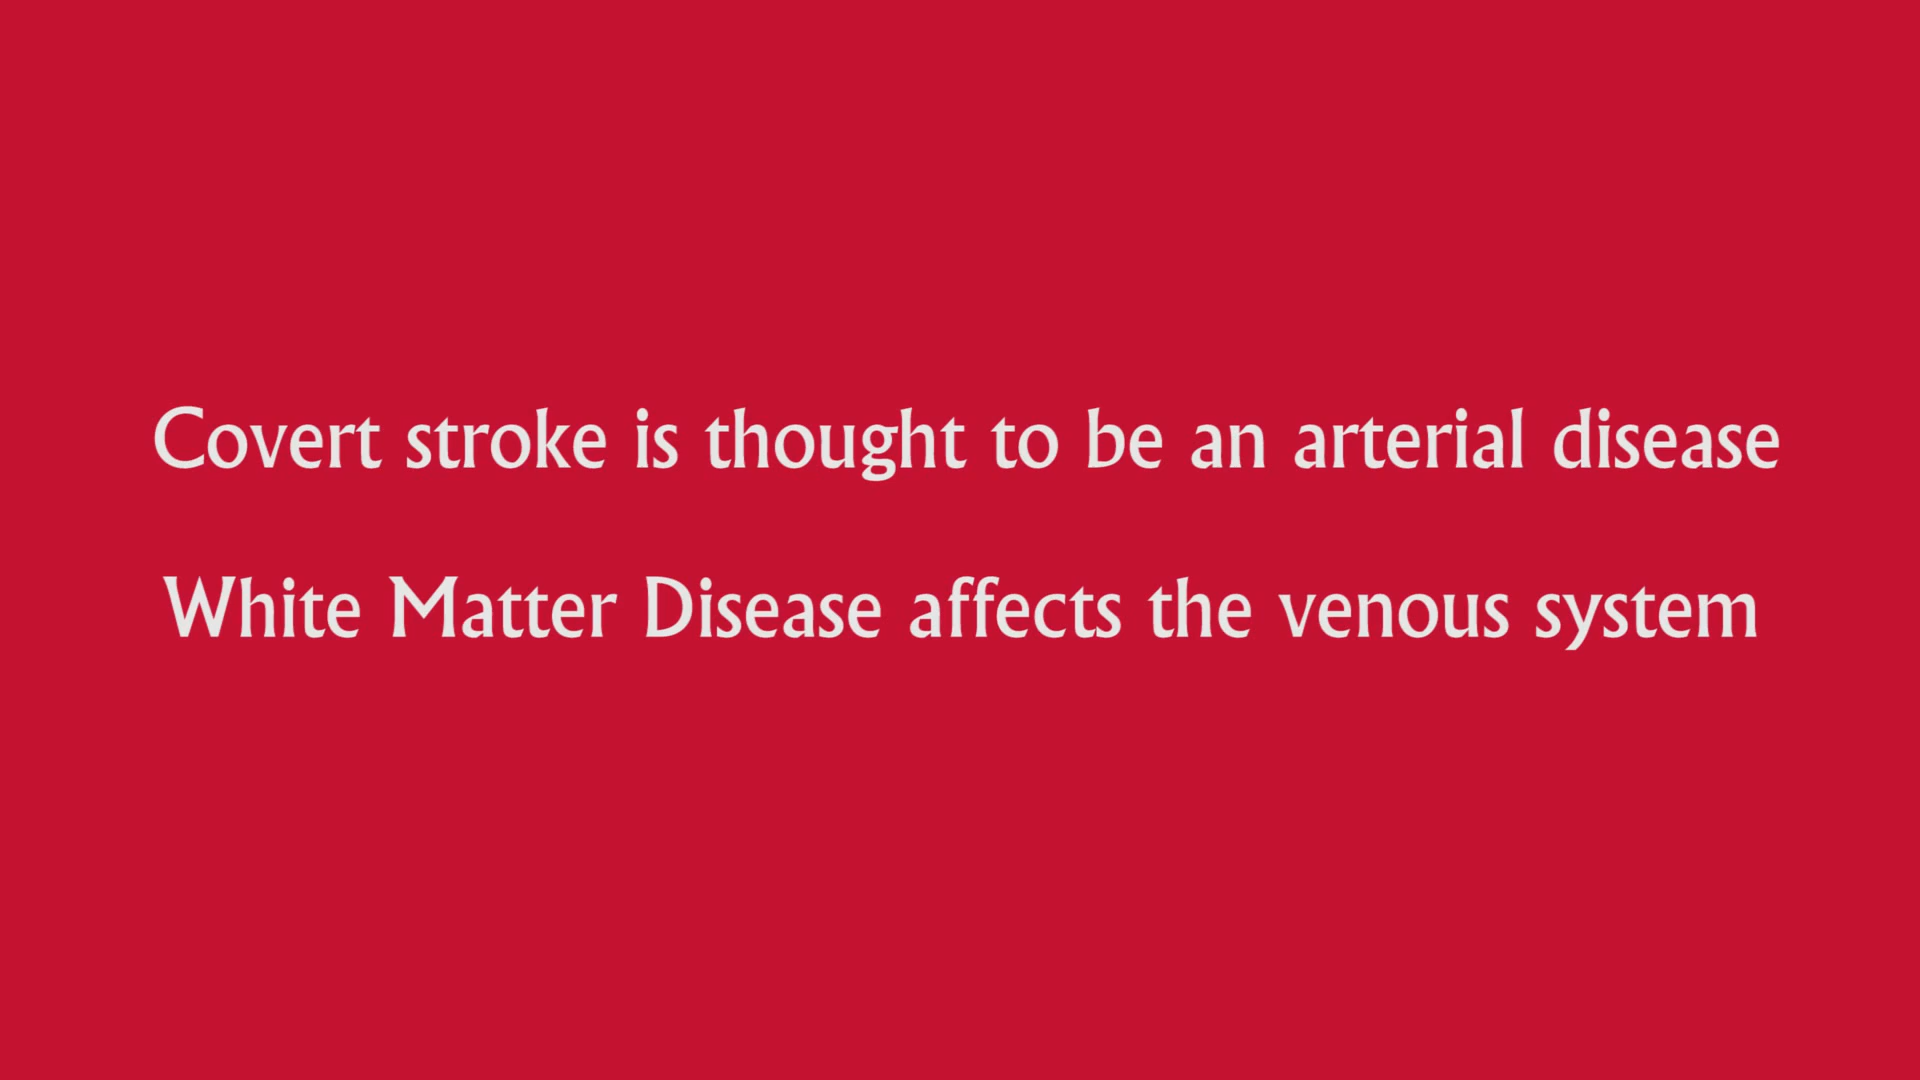 Covert stroke is thought to be an arterial disease
White Matter Disease affects the venous system